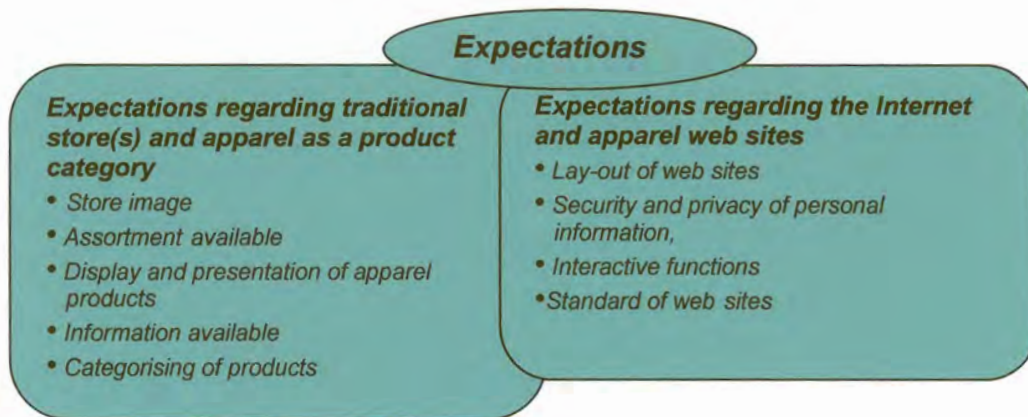 Expectations
Expectations regarding traditional
store(s) and apparel as a product
category
• Store image
• Assortment available
• Display and presentation of apparel
products
• Information available
• Categorising of products
Expectations regarding the Internet
and apparel web sites
• Lay-out of web sites
• Security and privacy of personal
information,
• Interactive functions
•Standard of web sites